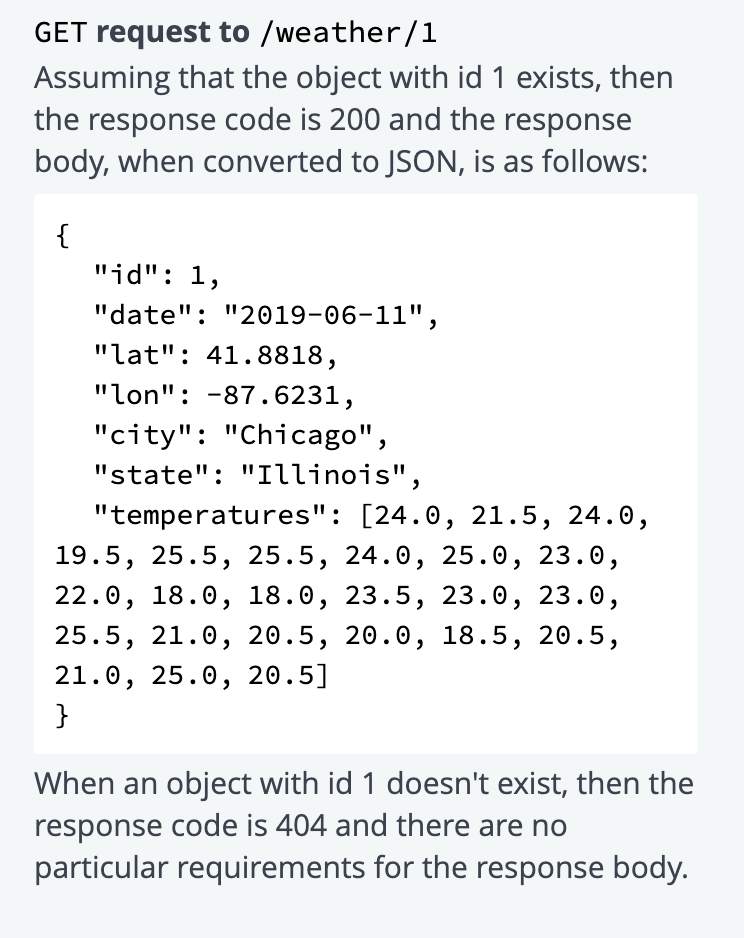 GET request to /weather/1
Assuming that the object with id 1 exists, then
the response code is 200 and the response
body, when converted to JSON, is as follows:
{
  "id": 1,
  "date": "2019-06-11",
  "lat": 41.8818,
  "lon": -87.6231,
  "city": "Chicago",
  "state": "Illinois",
  "temperatures": [24.0, 21.5, 24.0,
19.5, 25.5, 25.5, 24.0, 25.0, 23.0,
22.0, 18.0, 18.0, 23.5, 23.0, 23.0,
25.5, 21.0, 20.5, 20.0, 18.5, 20.5,
21.0, 25.0, 20.5]
}
When an object with id 1 doesn't exist, then the
response code is 404 and there are no
particular requirements for the response body.